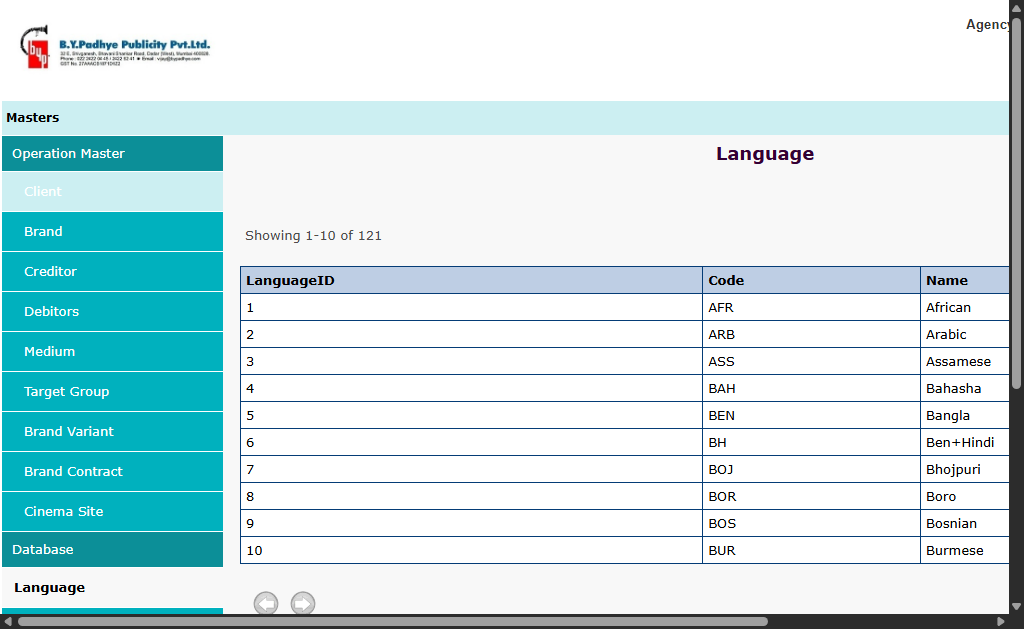 Agency
byp
B.Y.Padhye Publicity Pvt.Ltd.
Masters
Operation Master
Client
Brand
Creditor
Debitors
Medium
Target Group
Brand Variant
Brand Contract
Cinema Site
Database
Language
Language
Showing 1-10 of 121
LanguageID Code Name
1 AFR African
2 ARB Arabic
3 ASS Assamese
4 BAH Bahasha
5 BEN Bangla
6 BH Ben+Hindi
7 BOJ Bhojpuri
8 BOR Boro
9 BOS Bosnian
10 BUR Burmese